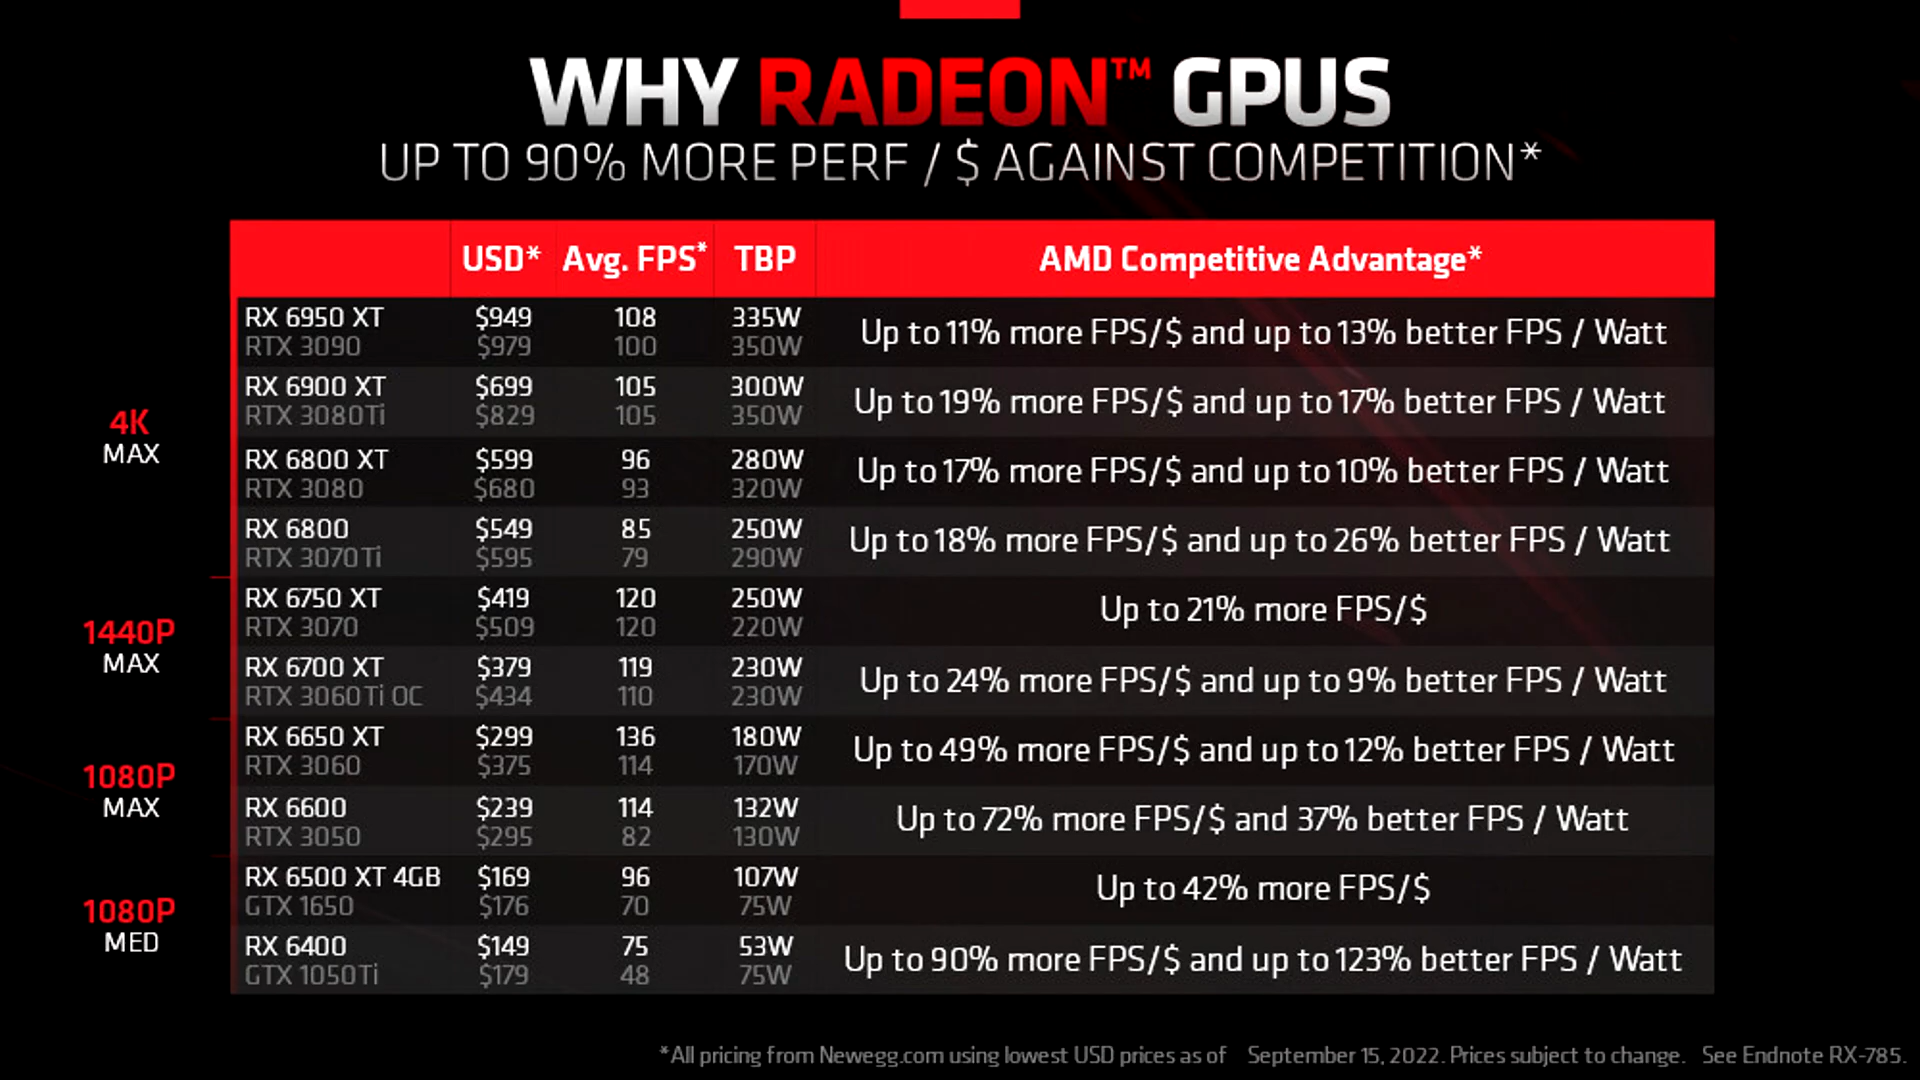 WHY RADEON™ GPUS
UP TO 90% MORE PERF / $ AGAINST COMPETITION*
USD* Avg. FPS* TBP AMD Competitive Advantage*
4K
MAX
RX 6950 XT $949 108 335W
RTX 3090 $979 100 350W
Up to 11% more FPS/$ and up to 13% better FPS / Watt
RX 6900 XT $699 105 300W
RTX 3080Ti $829 105 350W
Up to 19% more FPS/$ and up to 17% better FPS / Watt
RX 6800 XT $599 96 280W
RTX 3080 $680 93 320W
Up to 17% more FPS/$ and up to 10% better FPS / Watt
RX 6800 $549 85 250W
RTX 3070Ti $595 79 290W
Up to 18% more FPS/$ and up to 26% better FPS / Watt
1440P
MAX
RX 6750 XT $419 120 250W
RTX 3070 $509 120 220W
Up to 21% more FPS/$
RX 6700 XT $379 119 230W
RTX 3060Ti OC $434 110 230W
Up to 24% more FPS/$ and up to 9% better FPS / Watt
1080P
MAX
RX 6650 XT $299 136 180W
RTX 3060 $375 114 170W
Up to 49% more FPS/$ and up to 12% better FPS / Watt
RX 6600 $239 114 132W
RTX 3050 $295 82 130W
Up to 72% more FPS/$ and 37% better FPS / Watt
1080P
MED
RX 6500 XT 4GB $169 96 107W
GTX 1650 $176 70 75W
Up to 42% more FPS/$
RX 6400 $149 75 53W
GTX 1050Ti $179 48 75W
Up to 90% more FPS/$ and up to 123% better FPS / Watt
*All pricing from Newegg.com using lowest USD prices as of September 15, 2022. Prices subject to change. See Endnote RX-785.